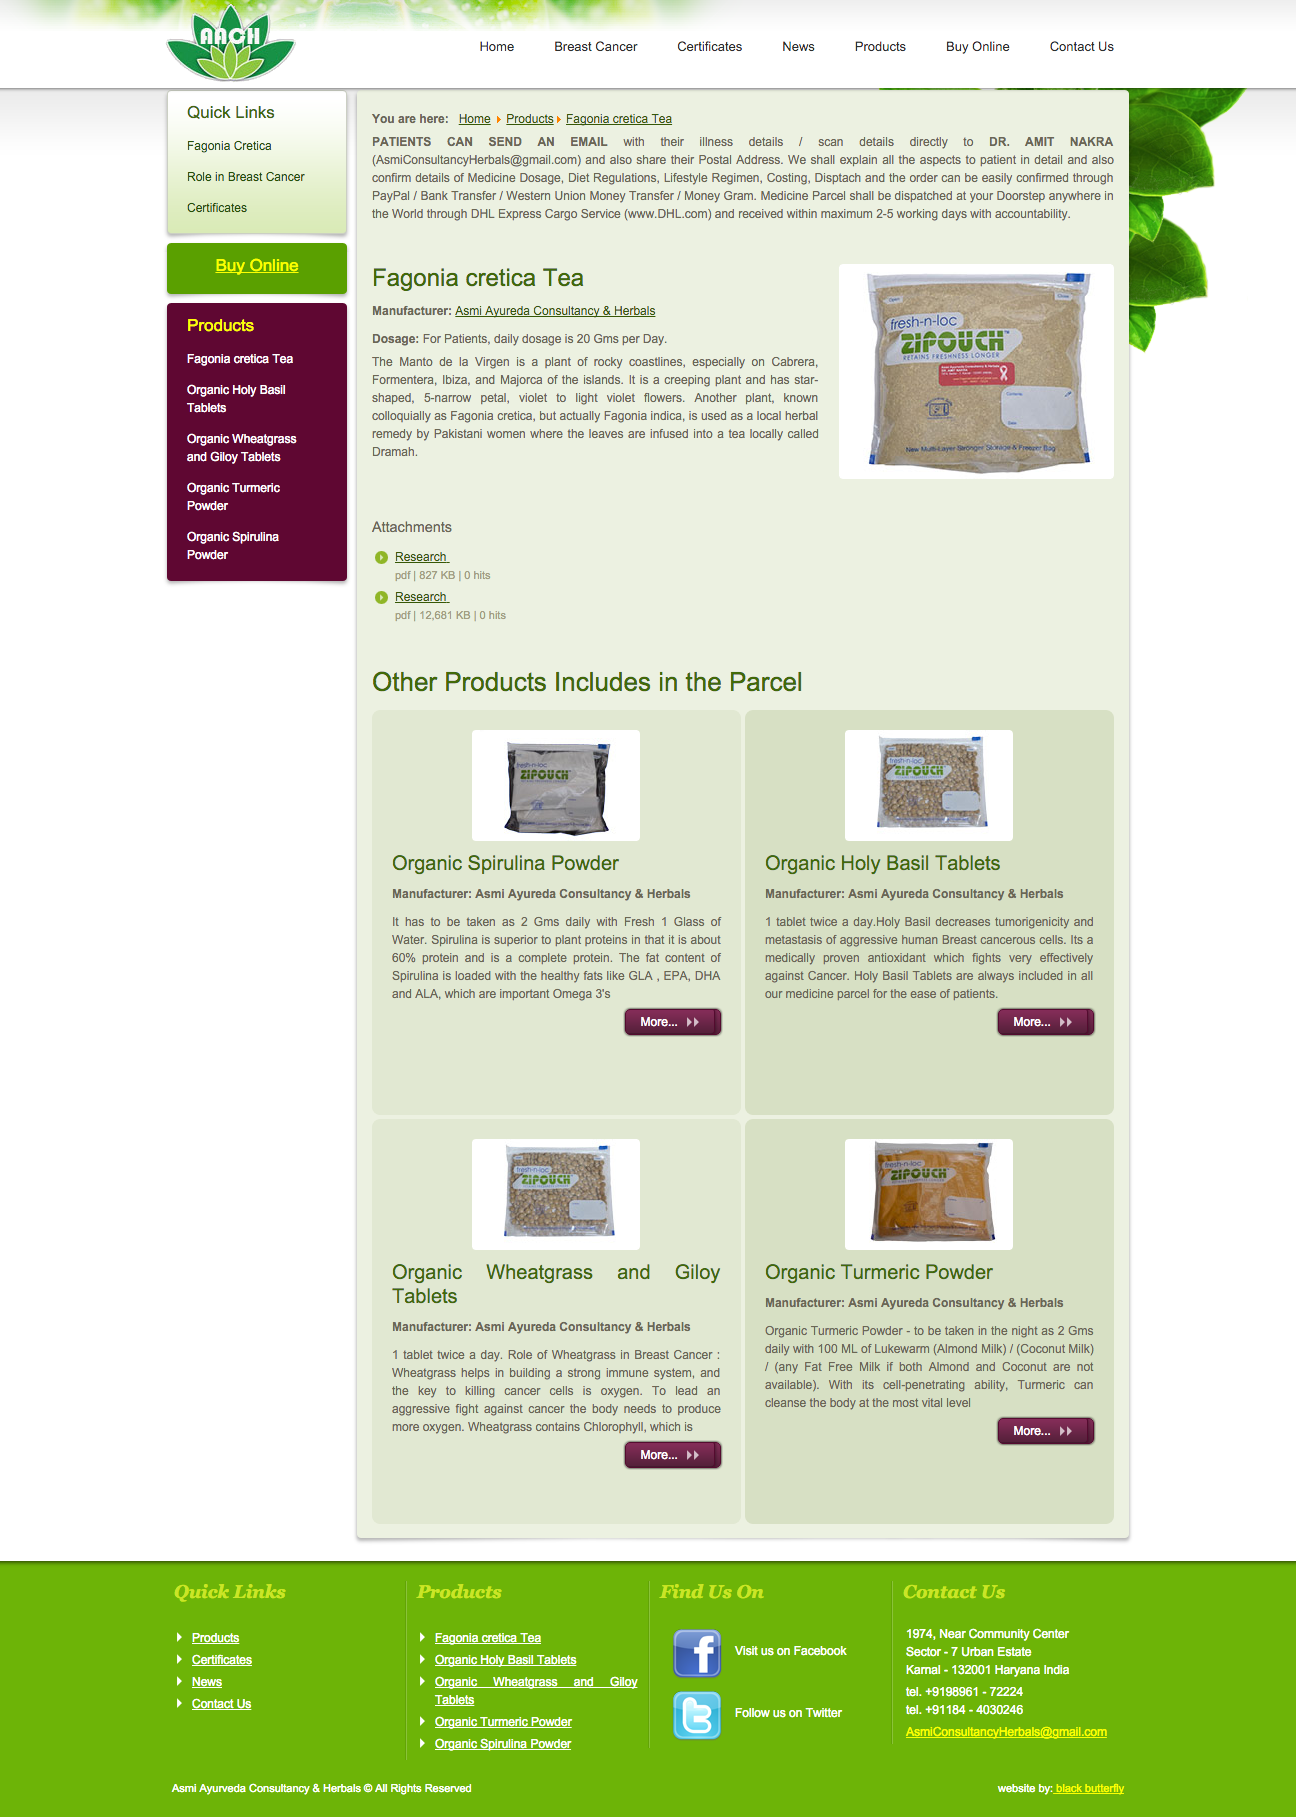 AACH
Home Breast Cancer Certificates News Products Buy Online Contact Us
Quick Links
Fagonia Cretica
Role in Breast Cancer
Certificates
Buy Online
Products
Fagonia cretica Tea
Organic Holy Basil
Tablets
Organic Wheatgrass
and Giloy Tablets
Organic Turmeric
Powder
Organic Spirulina
Powder
You are here: Home Products Fagonia cretica Tea
PATIENTS CAN SEND AN EMAIL with their illness details / scan details directly to DR. AMIT NAKRA
(AsmiConsultancyHerbals@gmail.com) and also share their Postal Address. We shall explain all the aspects to patient in detail and also
confirm details of Medicine Dosage, Diet Regulations, Lifestyle Regimen, Costing, Disptach and the order can be easily confirmed through
PayPal / Bank Transfer / Western Union Money Transfer / Money Gram. Medicine Parcel shall be dispatched at your Doorstep anywhere in
the World through DHL Express Cargo Service (www.DHL.com) and received within maximum 2-5 working days with accountability.
Fagonia cretica Tea
Manufacturer: Asmi Ayureda Consultancy & Herbals
Dosage: For Patients, daily dosage is 20 Gms per Day.
The Manto de la Virgen is a plant of rocky coastlines, especially on Cabrera,
Formentera, Ibiza, and Majorca of the islands. It is a creeping plant and has star-
shaped, 5-narrow petal, violet to light violet flowers. Another plant, known
colloquially as Fagonia cretica, but actually Fagonia indica, is used as a local herbal
remedy by Pakistani women where the leaves are infused into a tea locally called
Dramah.
fresh-n-loc
ZIPOUCH
RETAINS FRESHNESS LONGER
Contents
Date
New Multi-Layer Stronger Storage & Freezer Bag
Attachments
Research
pdf | 827 KB | 0 hits
Research
pdf | 12,681 KB | 0 hits
Other Products Includes in the Parcel
fresh-n-loc
ZIPOUCH
Organic Spirulina Powder
Manufacturer: Asmi Ayureda Consultancy & Herbals
It has to be taken as 2 Gms daily with Fresh 1 Glass of
Water. Spirulina is superior to plant proteins in that it is about
60% protein and is a complete protein. The fat content of
Spirulina is loaded with the healthy fats like GLA , EPA, DHA
and ALA, which are important Omega 3's
More...
fresh-n-loc
ZIPOUCH
Organic Holy Basil Tablets
Manufacturer: Asmi Ayureda Consultancy & Herbals
1 tablet twice a day.Holy Basil decreases tumorigenicity and
metastasis of aggressive human Breast cancerous cells. Its a
medically proven antioxidant which fights very effectively
against Cancer. Holy Basil Tablets are always included in all
our medicine parcel for the ease of patients.
More...
fresh-n-loc
ZIPOUCH
Organic Wheatgrass and Giloy
Tablets
Manufacturer: Asmi Ayureda Consultancy & Herbals
1 tablet twice a day. Role of Wheatgrass in Breast Cancer :
Wheatgrass helps in building a strong immune system, and
the key to killing cancer cells is oxygen. To lead an
aggressive fight against cancer the body needs to produce
more oxygen. Wheatgrass contains Chlorophyll, which is
More...
fresh-n-loc
ZIPOUCH
Organic Turmeric Powder
Manufacturer: Asmi Ayureda Consultancy & Herbals
Organic Turmeric Powder - to be taken in the night as 2 Gms
daily with 100 ML of Lukewarm (Almond Milk) / (Coconut Milk)
/ (any Fat Free Milk if both Almond and Coconut are not
available). With its cell-penetrating ability, Turmeric can
cleanse the body at the most vital level
More...
Quick Links
Products
Certificates
News
Contact Us
Products
Fagonia cretica Tea
Organic Holy Basil Tablets
Organic Wheatgrass and Giloy
Tablets
Organic Turmeric Powder
Organic Spirulina Powder
Find Us On
Visit us on Facebook
Follow us on Twitter
Contact Us
1974, Near Community Center
Sector - 7 Urban Estate
Karnal - 132001 Haryana India
tel. +9198961 - 72224
tel. +91184 - 4030246
AsmiConsultancyHerbals@gmail.com
Asmi Ayurveda Consultancy & Herbals © All Rights Reserved
website by: black butterfly